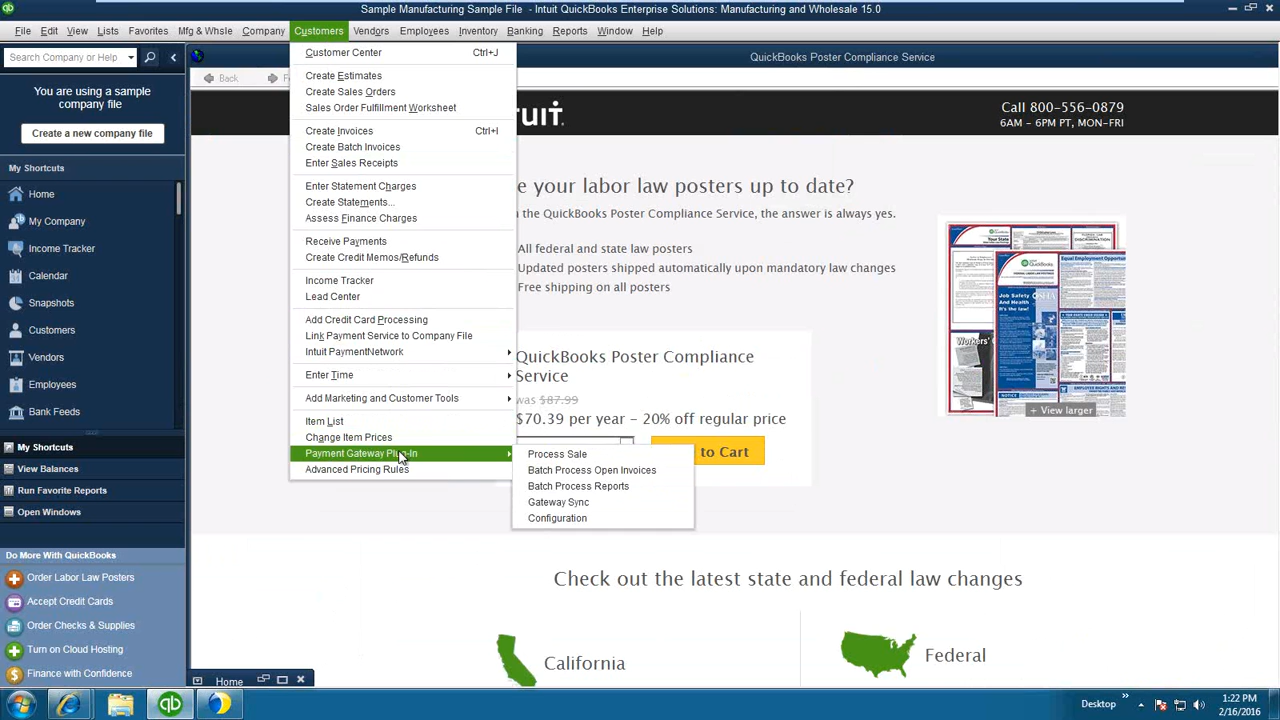 Sample Manufacturing Sample File - Intuit QuickBooks Enterprise Solutions: Manufacturing and Wholesale 15.0
File Edit View Lists Favorites Mfg & Whsle Company Customers Vendors Employees Inventory Banking Reports Window Help
Search Company or Help
QuickBooks Poster Compliance Service
Back
You are using a sample
company file
Create a new company file
My Shortcuts
Home
My Company
Income Tracker
Calendar
Snapshots
Customers
Vendors
Employees
Bank Feeds
My Shortcuts
View Balances
Run Favorite Reports
Open Windows
Do More With QuickBooks
Order Labor Law Posters
Accept Credit Cards
Order Checks & Supplies
Turn on Cloud Hosting
Finance with Confidence
Customer Center Ctrl+J
Create Estimates
Create Sales Orders
Sales Order Fulfillment Worksheet
Create Invoices Ctrl+I
Create Batch Invoices
Enter Sales Receipts
Enter Statement Charges
Create Statements...
Assess Finance Charges
Receive Payments
Create Credit Memos/Refunds
Income Tracker
Lead Center
Add Credit Card Processing
Link Payment Service to Company File
Intuit PaymentNetwork
Enter Time
Add Marketing and Customer Tools
Item List
Change Item Prices
Payment Gateway Plug-In
Advanced Pricing Rules
Process Sale
Batch Process Open Invoices
Batch Process Reports
Gateway Sync
Configuration
tuit.
Call 800-556-0879
6AM - 6PM PT, MON-FRI
e your labor law posters up to date?
the QuickBooks Poster Compliance Service, the answer is always yes.
All federal and state law posters
Updated posters shipped automatically upon mandatory law changes
Free shipping on all posters
+ View larger
QuickBooks Poster Compliance
Service
was $87.99
$70.39 per year - 20% off regular price
to Cart
Check out the latest state and federal law changes
California
Federal
Home
Desktop
1:22 PM
2/16/2016